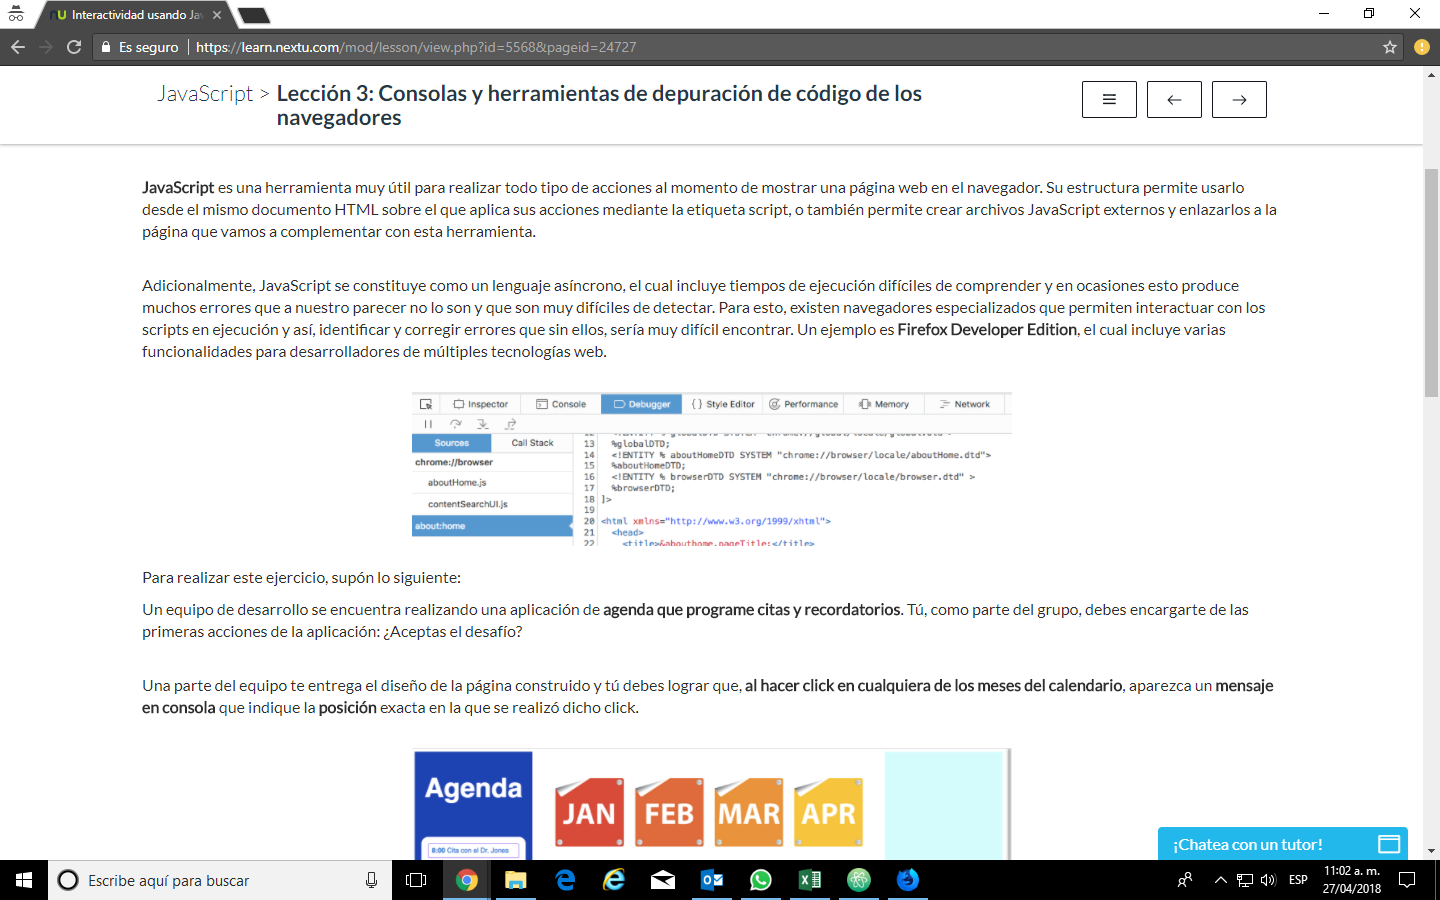 Interactividad usando Jav
Es seguro
https://learn.nextu.com/mod/lesson/view.php?id=5568&pageid=24727
JavaScript > Lección 3: Consolas y herramientas de depuración de código de los
navegadores
JavaScript es una herramienta muy útil para realizar todo tipo de acciones al momento de mostrar una página web en el navegador. Su estructura permite usarlo
desde el mismo documento HTML sobre el que aplica sus acciones mediante la etiqueta script, o también permite crear archivos JavaScript externos y enlazarlos a la
página que vamos a complementar con esta herramienta.
Adicionalmente, JavaScript se constituye como un lenguaje asíncrono, el cual incluye tiempos de ejecución difíciles de comprender y en ocasiones esto produce
muchos errores que a nuestro parecer no lo son y que son muy difíciles de detectar. Para esto, existen navegadores especializados que permiten interactuar con los
scripts en ejecución y así, identificar y corregir errores que sin ellos, sería muy difícil encontrar. Un ejemplo es Firefox Developer Edition, el cual incluye varias
funcionalidades para desarrolladores de múltiples tecnologías web.
Inspector Console Debugger { } Style Editor Performance Memory Network
Sources Call Stack
chrome://browser
aboutHome.js
contentSearchUI.js
about:home
13 %globalDTD;
14 <!ENTITY % aboutHomeDTD SYSTEM "chrome://browser/locale/aboutHome.dtd">
15 %aboutHomeDTD;
16 <!ENTITY % browserDTD SYSTEM "chrome://browser/locale/browser.dtd" >
17 %browserDTD;
18 ]>
19
20 <html xmlns="http://www.w3.org/1999/xhtml">
21 <head>
22 <title>&abouthome.pageTitle;</title>
Para realizar este ejercicio, supón lo siguiente:
Un equipo de desarrollo se encuentra realizando una aplicación de agenda que programe citas y recordatorios. Tú, como parte del grupo, debes encargarte de las
primeras acciones de la aplicación: ¿Aceptas el desafío?
Una parte del equipo te entrega el diseño de la página construido y tú debes lograr que, al hacer click en cualquiera de los meses del calendario, aparezca un mensaje
en consola que indique la posición exacta en la que se realizó dicho click.
Agenda
8:00 Cita con el Dr. Jones
JAN FEB MAR APR
¡Chatea con un tutor!
Escribe aquí para buscar
ESP
11:02 a. m.
27/04/2018